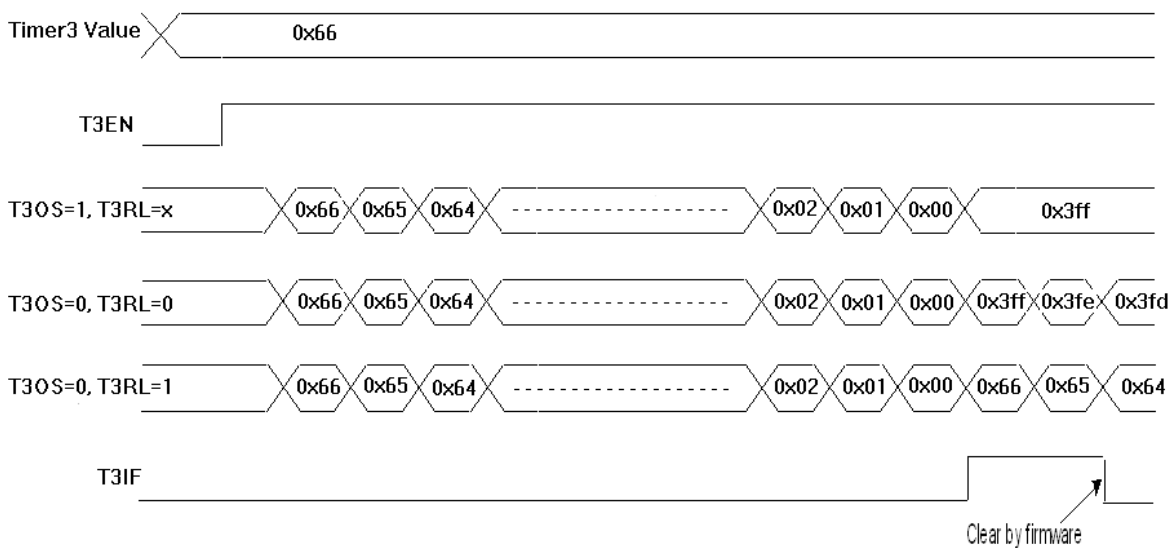 Timer3 Value 0x66
T3EN
T3OS=1, T3RL=x 0x66 0x65 0x64 0x02 0x01 0x00 0x3ff
T3OS=0, T3RL=0 0x66 0x65 0x64 0x02 0x01 0x00 0x3ff 0x3fe 0x3fd
T3OS=0, T3RL=1 0x66 0x65 0x64 0x02 0x01 0x00 0x66 0x65 0x64
T3IF
Clear by firmware